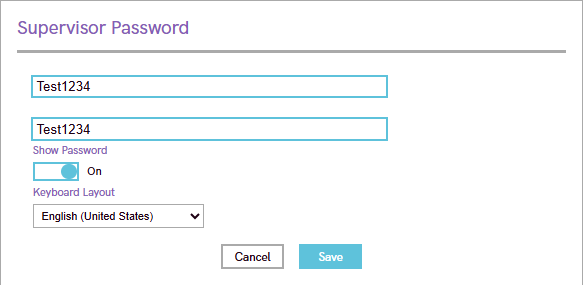 Supervisor Password
Test1234
Test1234
Show Password
On
Keyboard Layout
English (United States)
Cancel Save